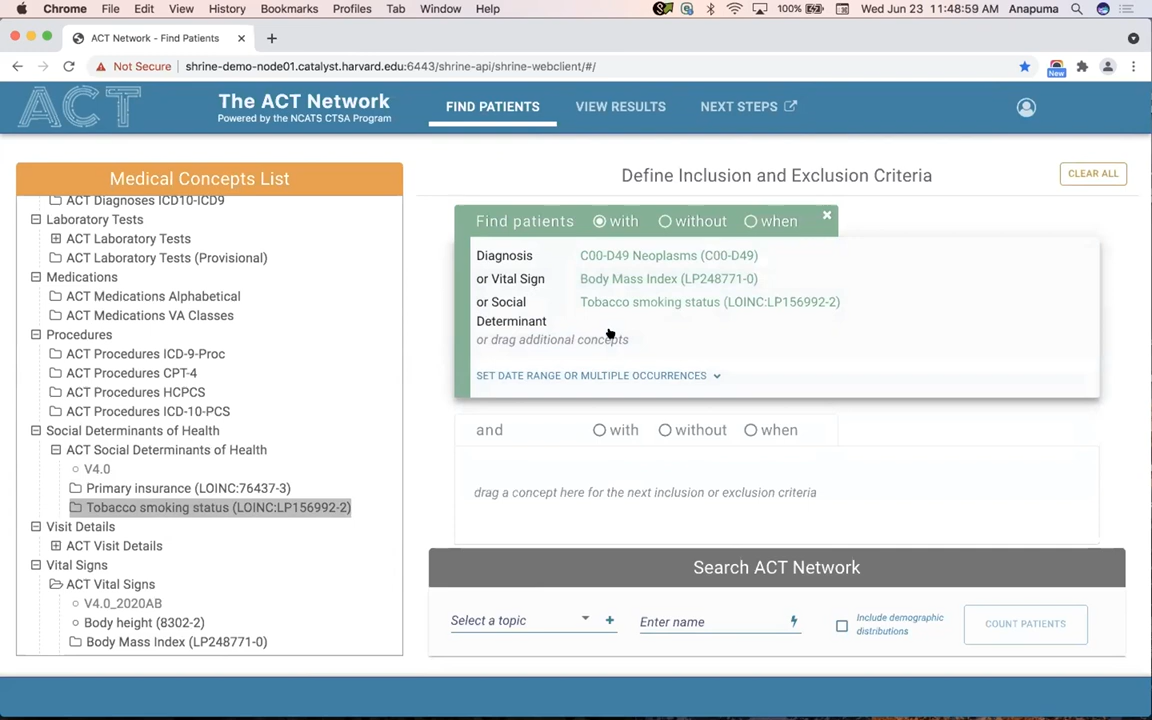 Chrome File Edit View History Bookmarks Profiles Tab Window Help 100% Wed Jun 23 11:48:59 AM Anapuma
ACT Network - Find Patients
Not Secure shrine-demo-node01.catalyst.harvard.edu:6443/shrine-api/shrine-webclient/#/
New
ACT The ACT Network FIND PATIENTS VIEW RESULTS NEXT STEPS
Powered by the NCATS CTSA Program
Medical Concepts List
ACT Diagnoses ICD10-ICD9
Laboratory Tests
ACT Laboratory Tests
ACT Laboratory Tests (Provisional)
Medications
ACT Medications Alphabetical
ACT Medications VA Classes
Procedures
ACT Procedures ICD-9-Proc
ACT Procedures CPT-4
ACT Procedures HCPCS
ACT Procedures ICD-10-PCS
Social Determinants of Health
ACT Social Determinants of Health
V4.0
Primary insurance (LOINC:76437-3)
Tobacco smoking status (LOINC:LP156992-2)
Visit Details
ACT Visit Details
Vital Signs
ACT Vital Signs
V4.0_2020AB
Body height (8302-2)
Body Mass Index (LP248771-0)
Define Inclusion and Exclusion Criteria
CLEAR ALL
Find patients with without when
Diagnosis C00-D49 Neoplasms (C00-D49)
or Vital Sign Body Mass Index (LP248771-0)
or Social Tobacco smoking status (LOINC:LP156992-2)
Determinant
or drag additional concepts
SET DATE RANGE OR MULTIPLE OCCURRENCES
and with without when
drag a concept here for the next inclusion or exclusion criteria
Search ACT Network
Select a topic
Enter name
Include demographic
distributions
COUNT PATIENTS